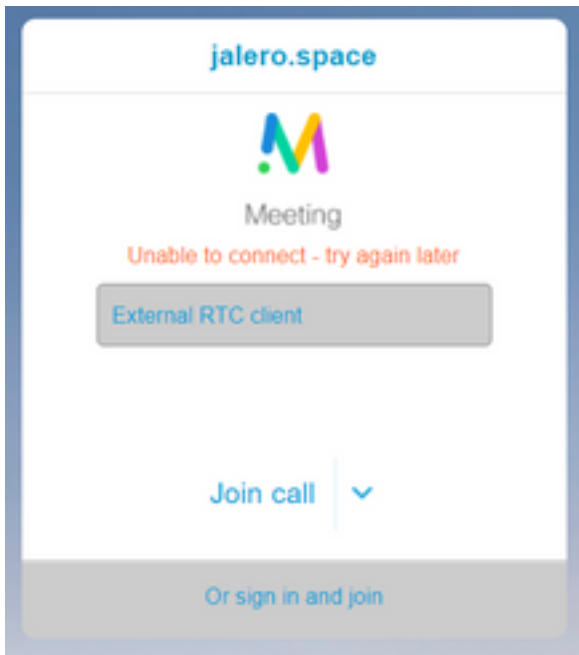 jalero.space
Meeting
Unable to connect - try again later
External RTC client
Join call
Or sign in and join